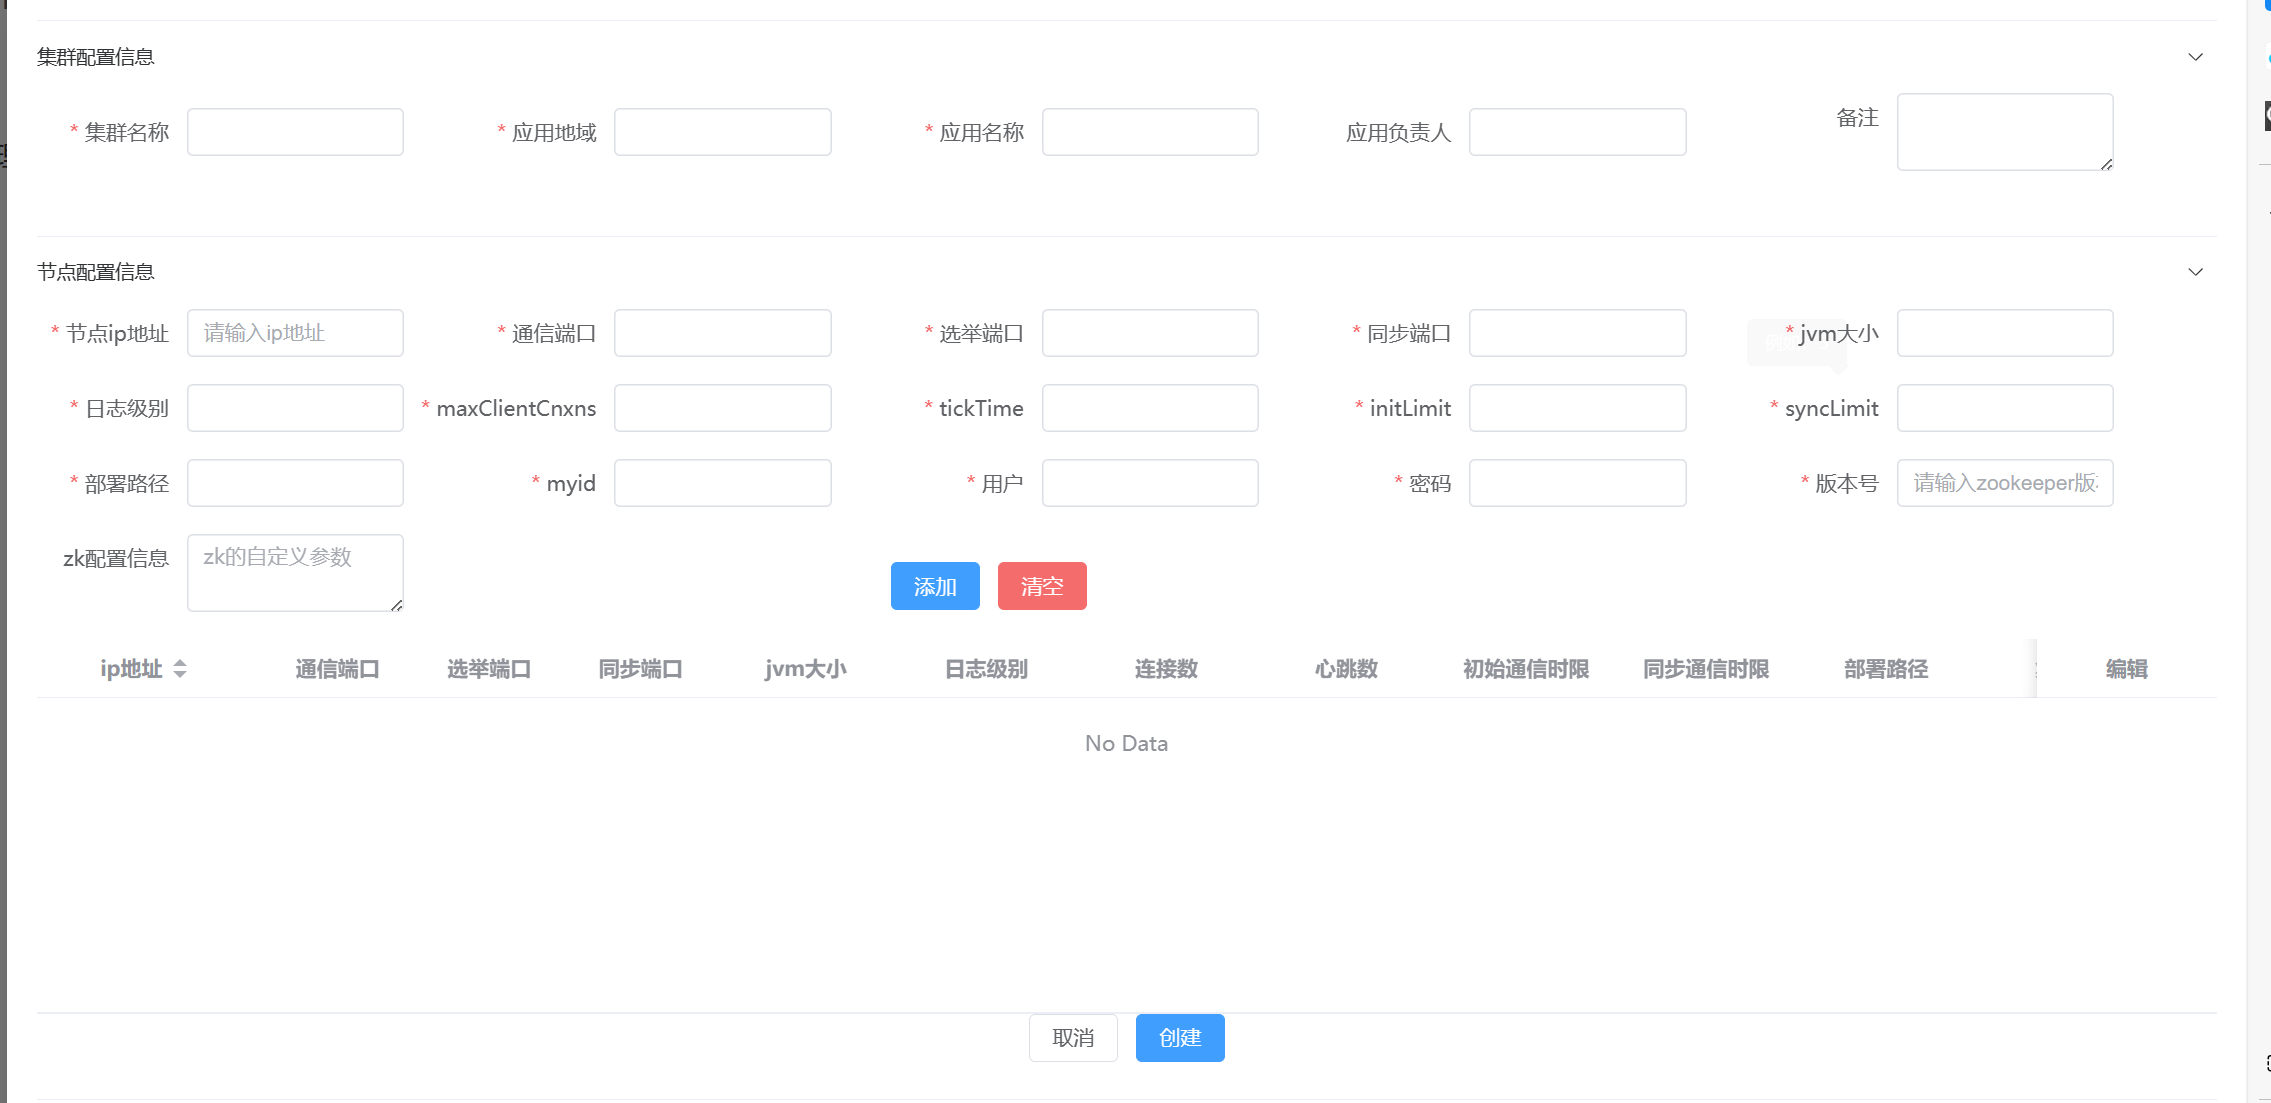 集群配置信息
* 集群名称 * 应用地域 * 应用名称 应用负责人 备注
节点配置信息
* 节点ip地址 请输入ip地址 * 通信端口 * 选举端口 * 同步端口 * jvm大小
* 日志级别 * maxClientCnxns * tickTime * initLimit * syncLimit
* 部署路径 * myid * 用户 * 密码 * 版本号 请输入zookeeper版
zk配置信息 zk的自定义参数 添加 清空
ip地址 通信端口 选举端口 同步端口 jvm大小 日志级别 连接数 心跳数 初始通信时限 同步通信时限 部署路径 编辑
No Data
取消 创建